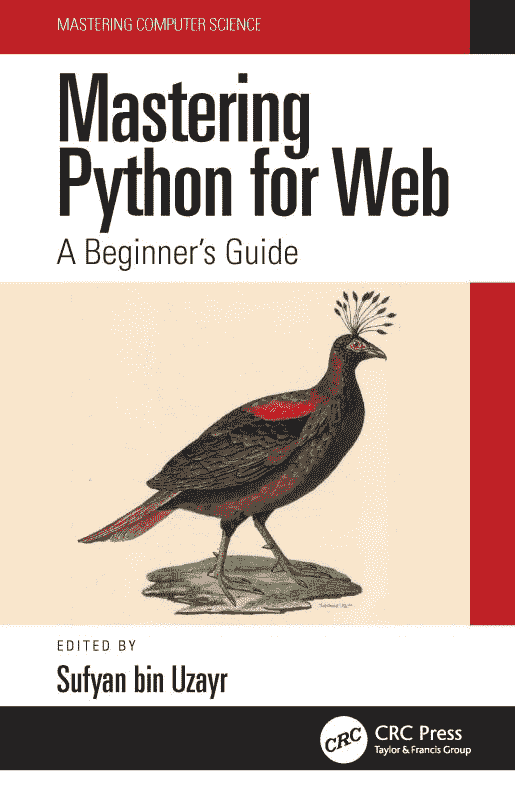 MASTERING COMPUTER SCIENCE
Mastering
Python for Web
A Beginner's Guide
EDITED BY
Sufyan bin Uzayr
CRC
CRC Press
Taylor & Francis Group